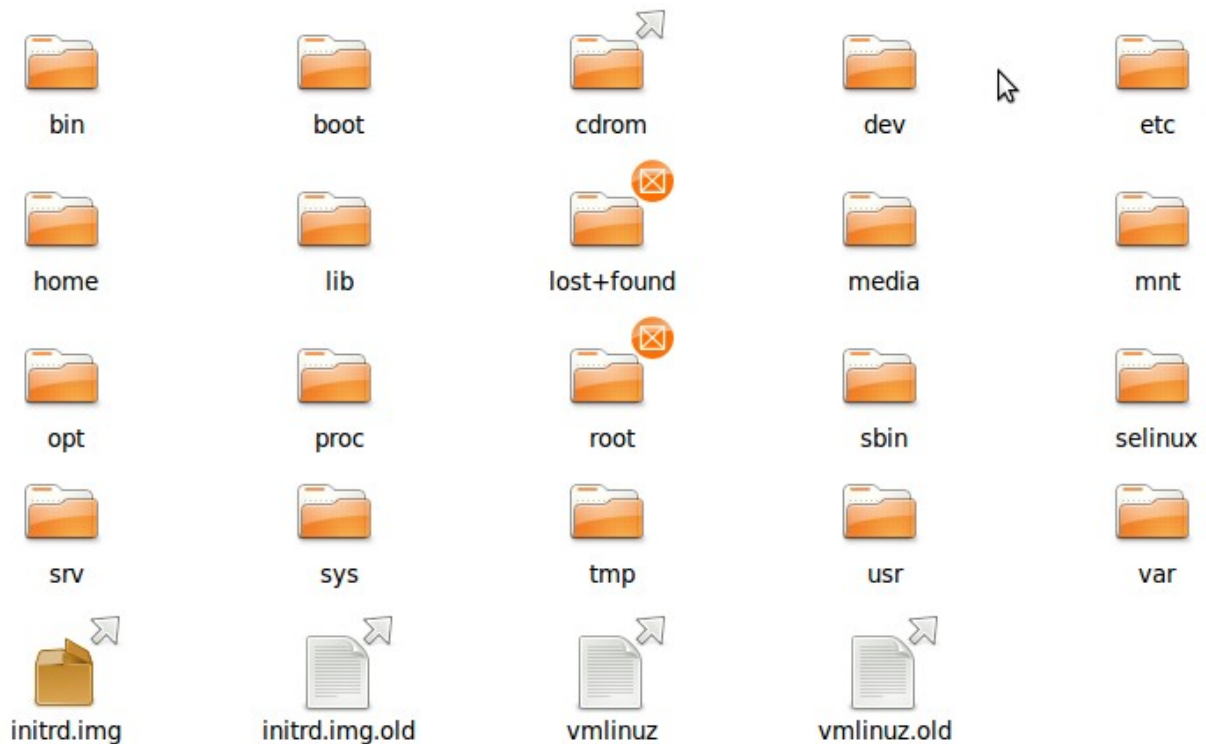 bin
boot
cdrom
dev
etc
home
lib
lost+found
media
mnt
opt
proc
root
sbin
selinux
srv
sys
tmp
usr
var
initrd.img
initrd.img.old
vmlinuz
vmlinuz.old